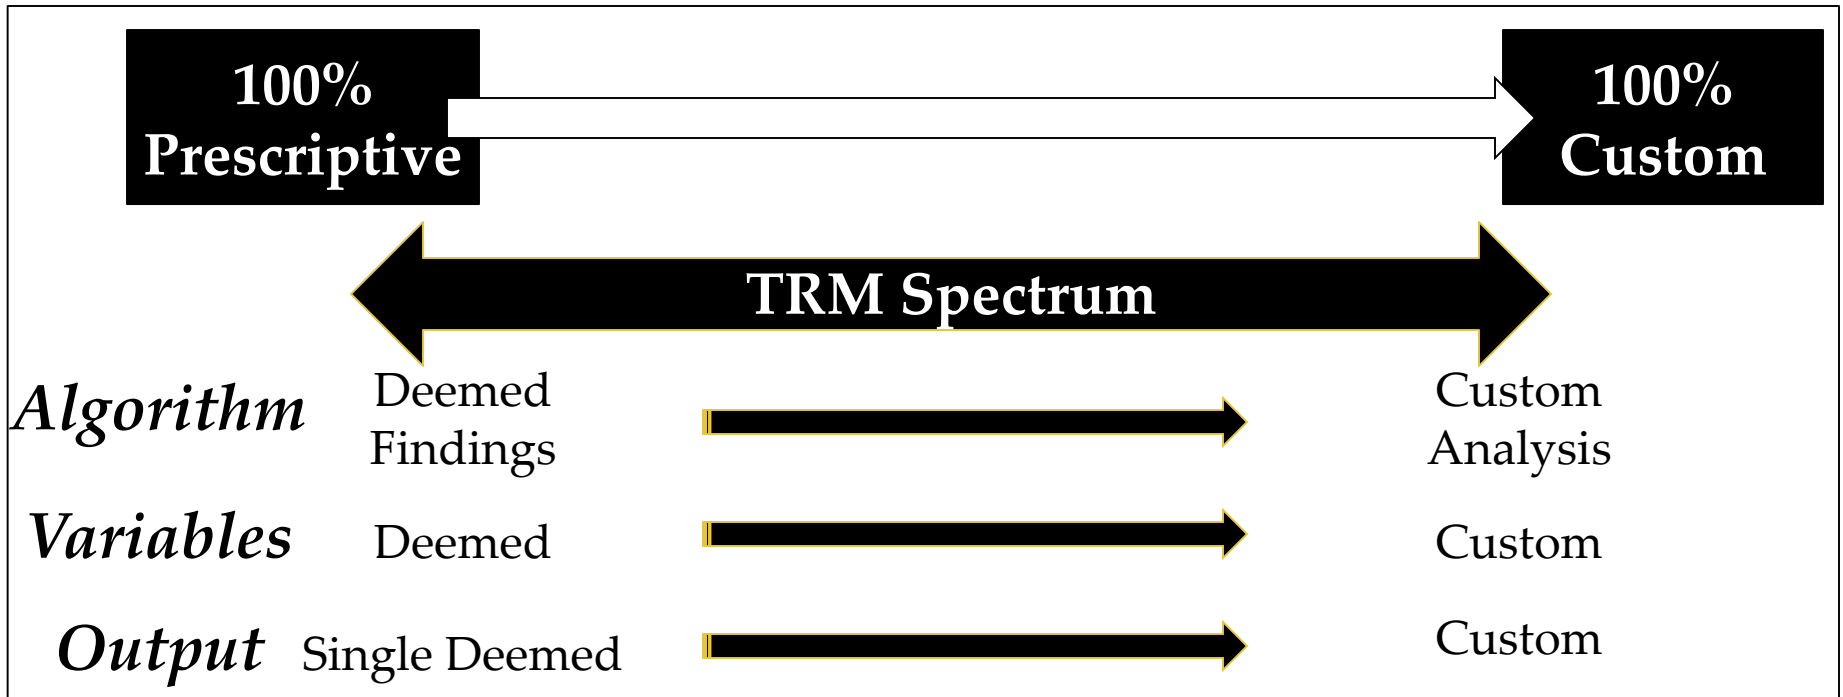 100%
Prescriptive
100%
Custom
TRM Spectrum
Algorithm
Deemed
Findings
Custom
Analysis
Variables
Deemed
Custom
Output
Single Deemed
Custom